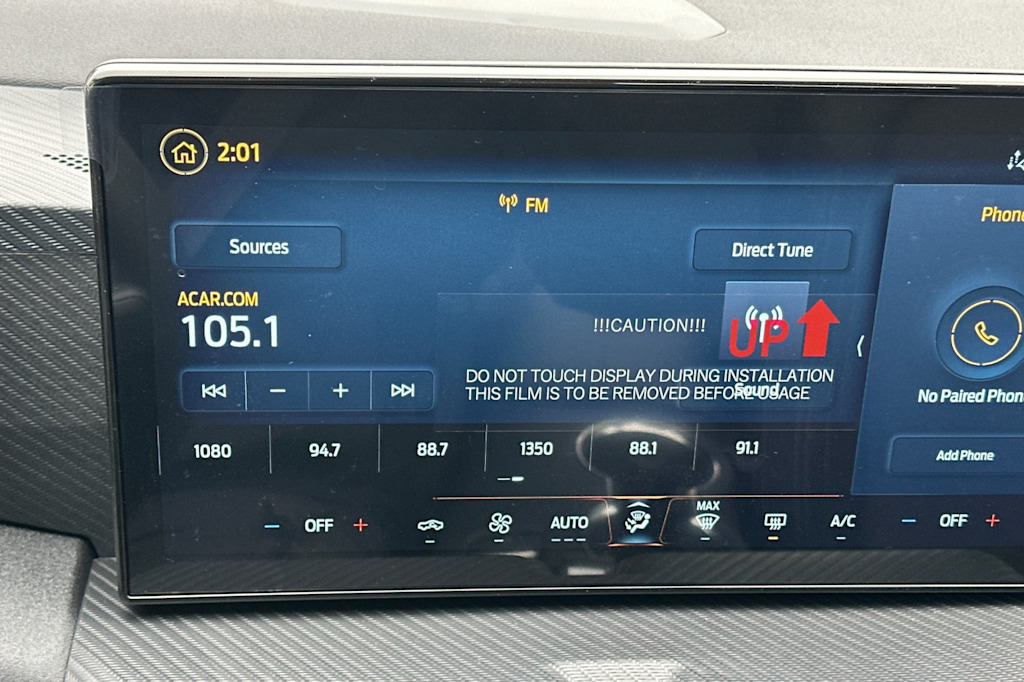 2:01
FM
Sources
Direct Tune
ACAR.COM
105.1
!!!CAUTION!!!
UP
DO NOT TOUCH DISPLAY DURING INSTALLATION
THIS FILM IS TO BE REMOVED BEFORE USAGE
Sound
1080 94.7 88.7 1350 88.1 91.1
Phone
No Paired Phon
Add Phone
OFF
AUTO
MAX
A/C
OFF